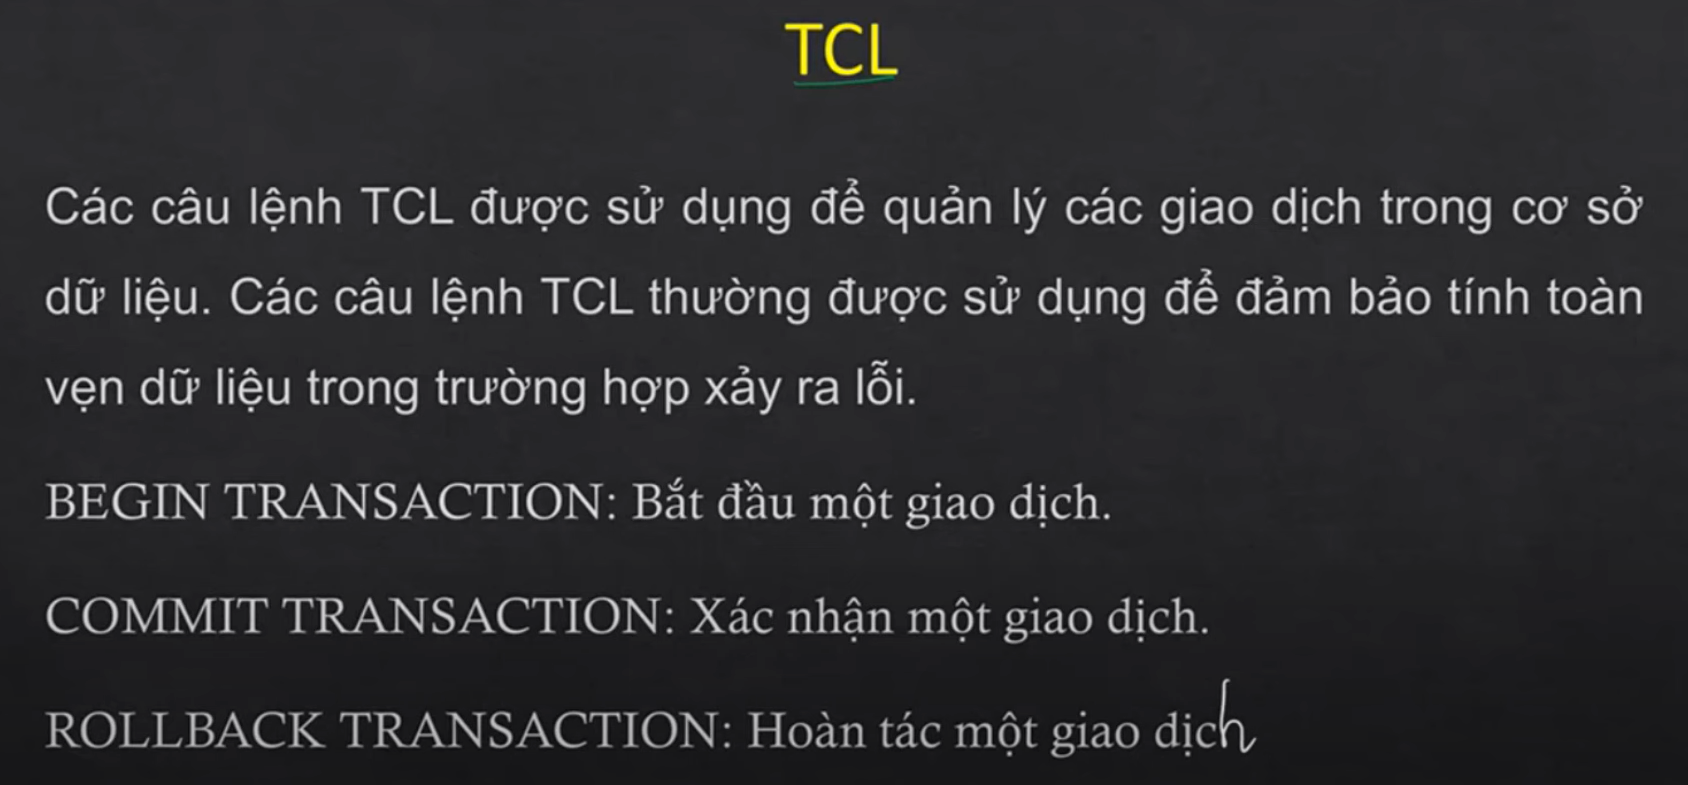 TCL
Các câu lệnh TCL được sử dụng để quản lý các giao dịch trong cơ sở
dữ liệu. Các câu lệnh TCL thường được sử dụng để đảm bảo tính toàn
vẹn dữ liệu trong trường hợp xảy ra lỗi.
BEGIN TRANSACTION: Bắt đầu một giao dịch.
COMMIT TRANSACTION: Xác nhận một giao dịch.
ROLLBACK TRANSACTION: Hoàn tác một giao dịch